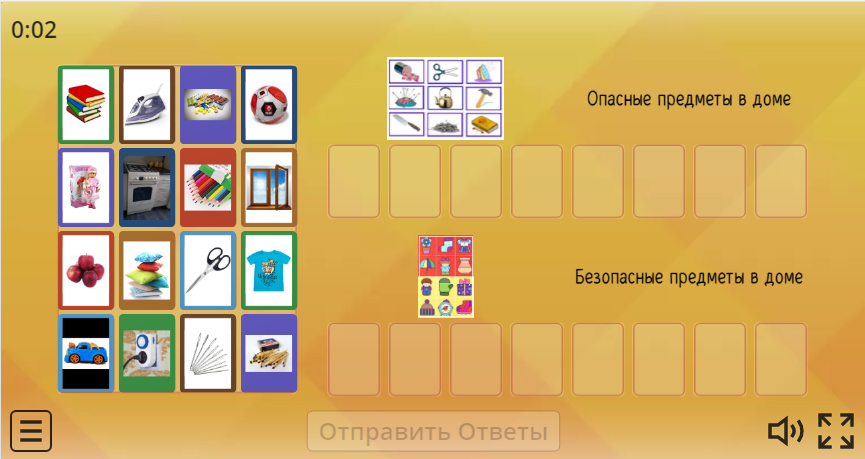 0:02
Опасные предметы в доме
Безопасные предметы в доме
Отправить Ответы